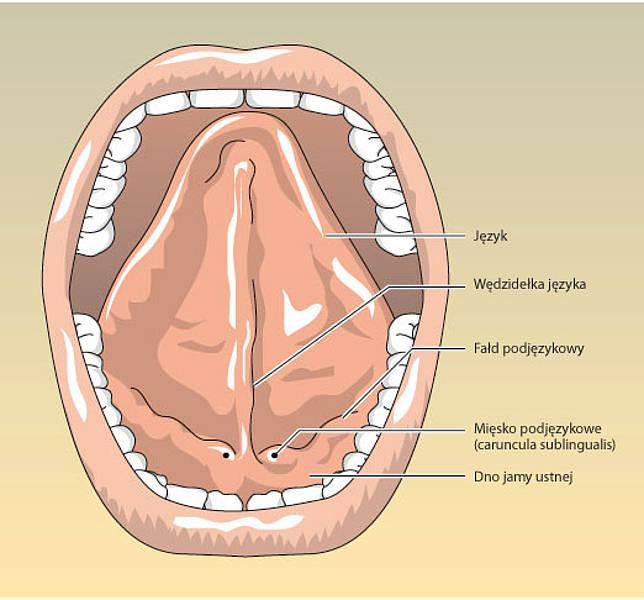 Język
Wędzidełka języka
Fałd podjęzykowy
Mięsko podjęzykowe
(caruncula sublingualis)
Dno jamy ustnej